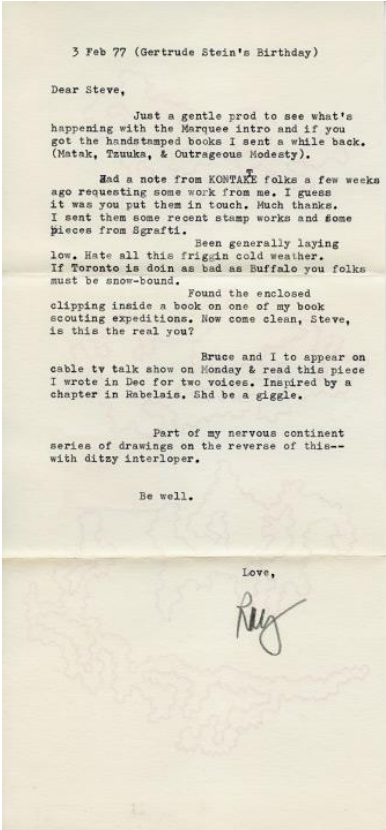 3 Feb 77 (Gertrude Stein's Birthday)
Dear Steve,
Just a gentle prod to see what's
happening with the Marquee intro and if you
got the handstamped books I sent a while back.
(Matak, Tzuuka, & Outrageous Modesty).
Had a note from KONTAKTE folks a few weeks
ago requesting some work from me. I guess
it was you put them in touch. Much thanks.
I sent them some recent stamp works and some
pieces from Sgrafti.
Been generally laying
low. Hate all this friggin cold weather.
If Toronto is doin as bad as Buffalo you folks
must be snow-bound.
Found the enclosed
clipping inside a book on one of my book
scouting expeditions. Now come clean, Steve,
is this the real you?
Bruce and I to appear on
cable tv talk show on Monday & read this piece
I wrote in Dec for two voices. Inspired by a
chapter in Rabelais. Shd be a giggle.
Part of my nervous continent
series of drawings on the reverse of this--
with ditzy interloper.
Be well.
Love,
Ray